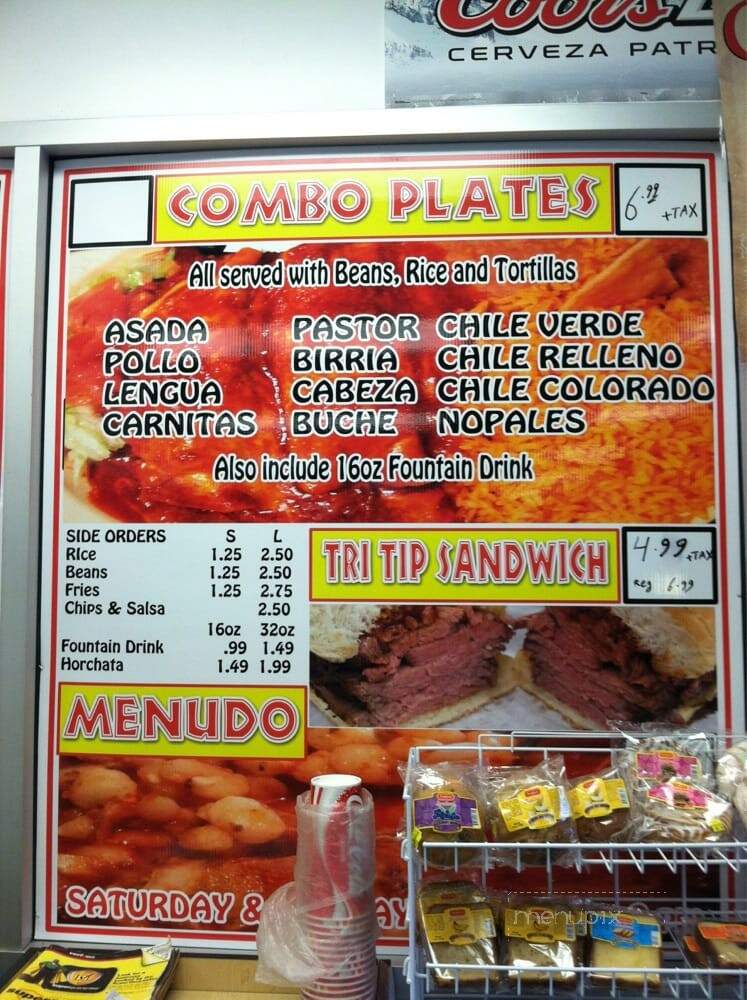 Coors
CERVEZA PATR
COMBO PLATES
6.99 +TAX
All served with Beans, Rice and Tortillas
ASADA PASTOR CHILE VERDE
POLLO BIRRIA CHILE RELLENO
LENGUA CABEZA CHILE COLORADO
CARNITAS BUCHE NOPALES
Also include 16oz Fountain Drink
SIDE ORDERS S L
RIce 1.25 2.50
Beans 1.25 2.50
Fries 1.25 2.75
Chips & Salsa 2.50
16oz 32oz
Fountain Drink .99 1.49
Horchata 1.49 1.99
TRI TIP SANDWICH
4.99 +TAX
reg 6.99
MENUDO
SATURDAY &
AY
menupix